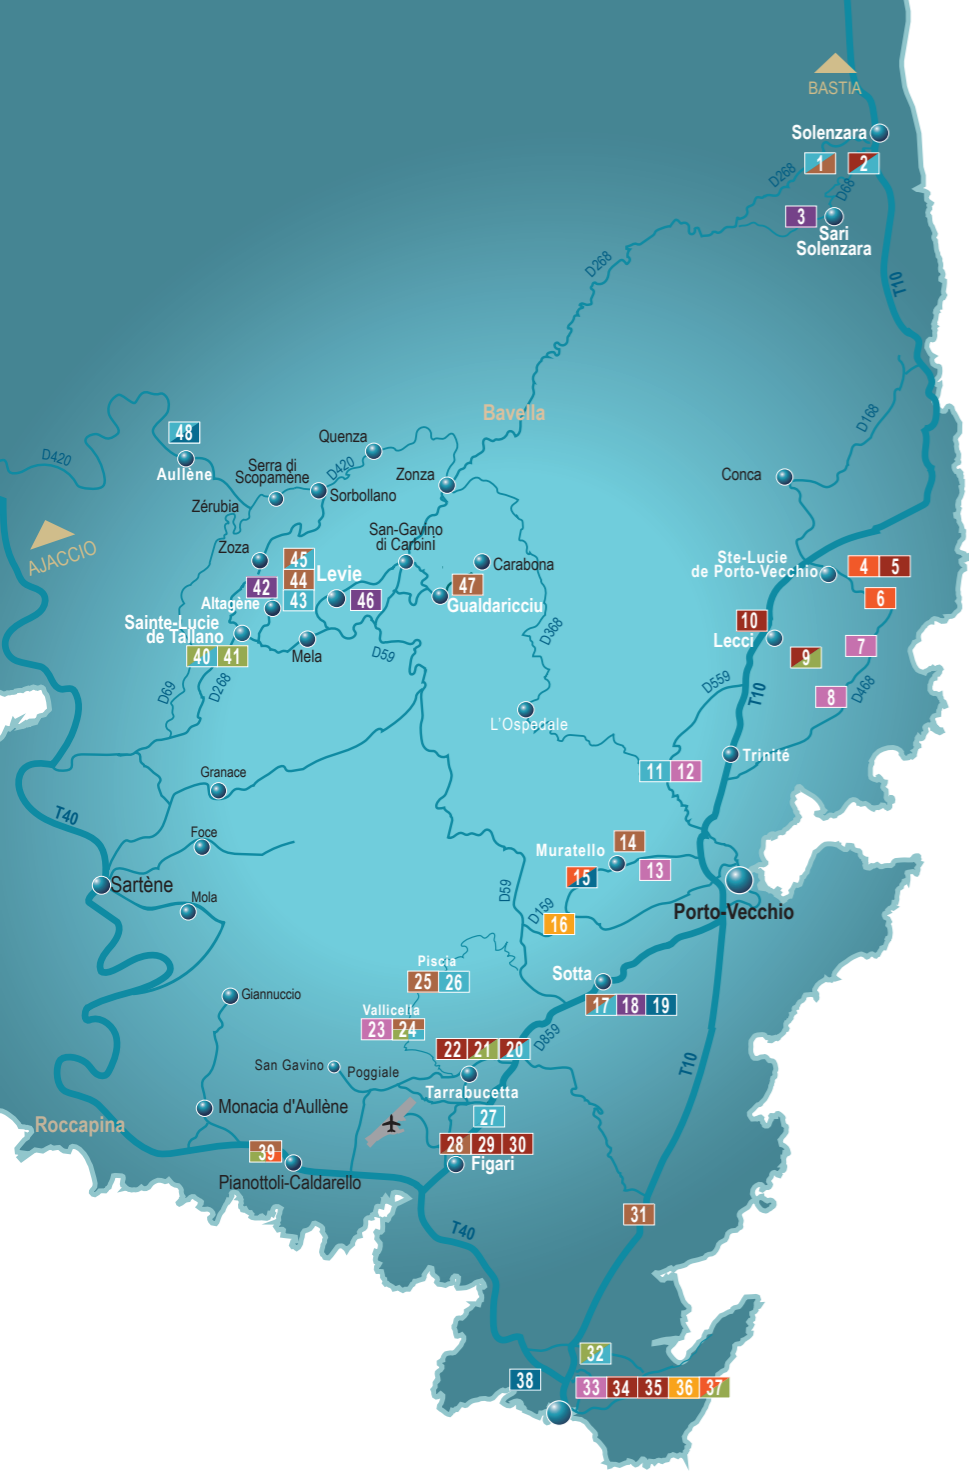 BASTIA
Solenzara
1
2
D268
D68
3
Sari
Solenzara
D268
T10
Bavella
D168
48
Quenza
D420
Aullène
Serra di
Scopamène
D420
Zonza
Conca
Sorbollano
Zérubia
San-Gavino
di Carbini
AJACCIO
Zoza
45
Levie
Carabona
Ste-Lucie
de Porto-Vecchio
4
5
42
44
47
6
Altagène
43
46
Gualdaricciu
Sainte-Lucie
de Tallano
10
Lecci
D368
40
41
Mela
D59
9
7
D69
D268
D559
T10
8
D468
L'Ospedale
Trinité
Granace
11
12
T40
Foce
Muratello
14
13
Sartène
15
Mola
D59
D159
16
Porto-Vecchio
Piscia
25
26
Sotta
Giannuccio
17
18
19
Vallicella
23
24
D859
22
21
20
San Gavino
Poggiale
T10
Tarrabucetta
Monacia d'Aullène
27
Roccapina
28
29
30
39
Figari
Pianottoli-Caldarello
31
T40
32
38
33
34
35
36
37